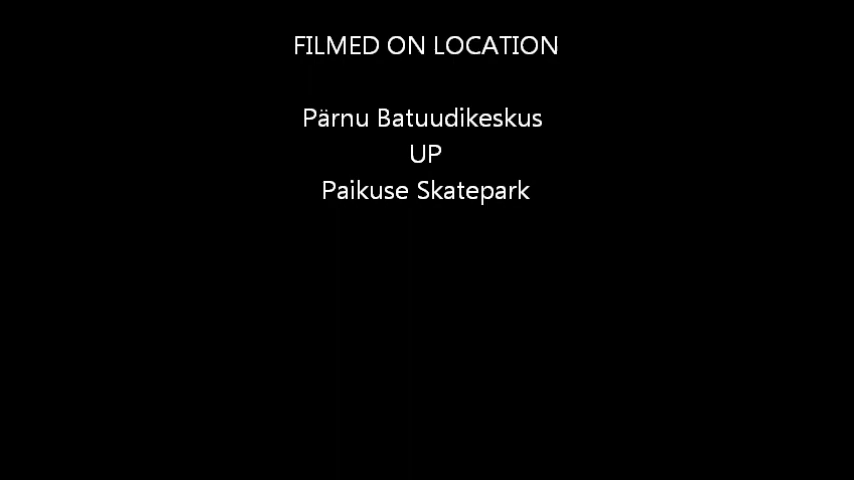 FILMED ON LOCATION
Pärnu Batuudikeskus
UP
Paikuse Skatepark